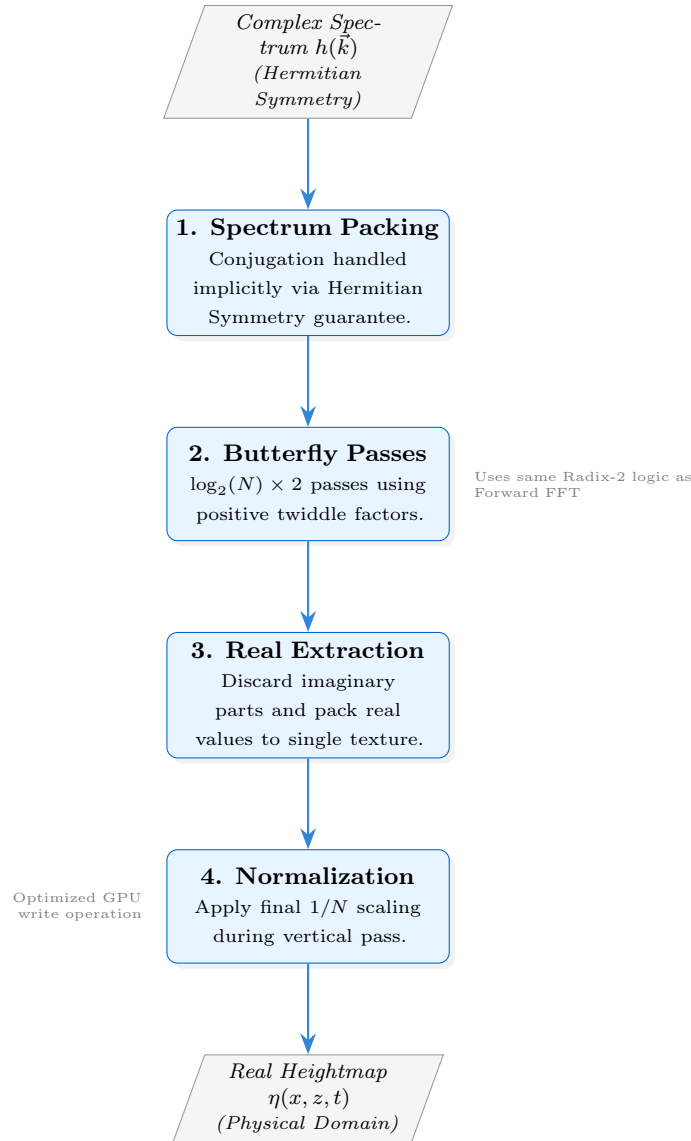 Complex Spec-
trum h(k⃗)
(Hermitian
Symmetry)
1. Spectrum Packing
Conjugation handled
implicitly via Hermitian
Symmetry guarantee.
2. Butterfly Passes
log₂(N) × 2 passes using
positive twiddle factors.
Uses same Radix-2 logic as
Forward FFT
3. Real Extraction
Discard imaginary
parts and pack real
values to single texture.
4. Normalization
Apply final 1/N scaling
during vertical pass.
Optimized GPU
write operation
Real Heightmap
η(x, z, t)
(Physical Domain)